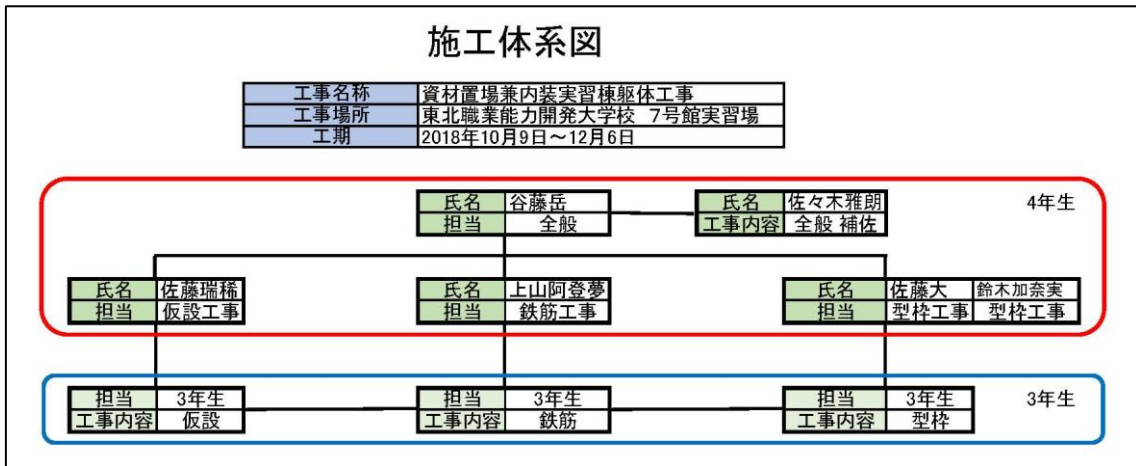 施工体系図
工事名称 資材置場兼内装実習棟躯体工事
工事場所 東北職業能力開発大学校 7号館実習場
工期 2018年10月9日～12月6日
氏名 谷藤岳 氏名 佐々木雅朗 4年生
担当 全般 工事内容 全般 補佐
氏名 佐藤瑞稀 氏名 上山阿登夢 氏名 佐藤大 鈴木加奈実
担当 仮設工事 担当 鉄筋工事 担当 型枠工事 型枠工事
担当 3年生 担当 3年生 担当 3年生 3年生
工事内容 仮設 工事内容 鉄筋 工事内容 型枠